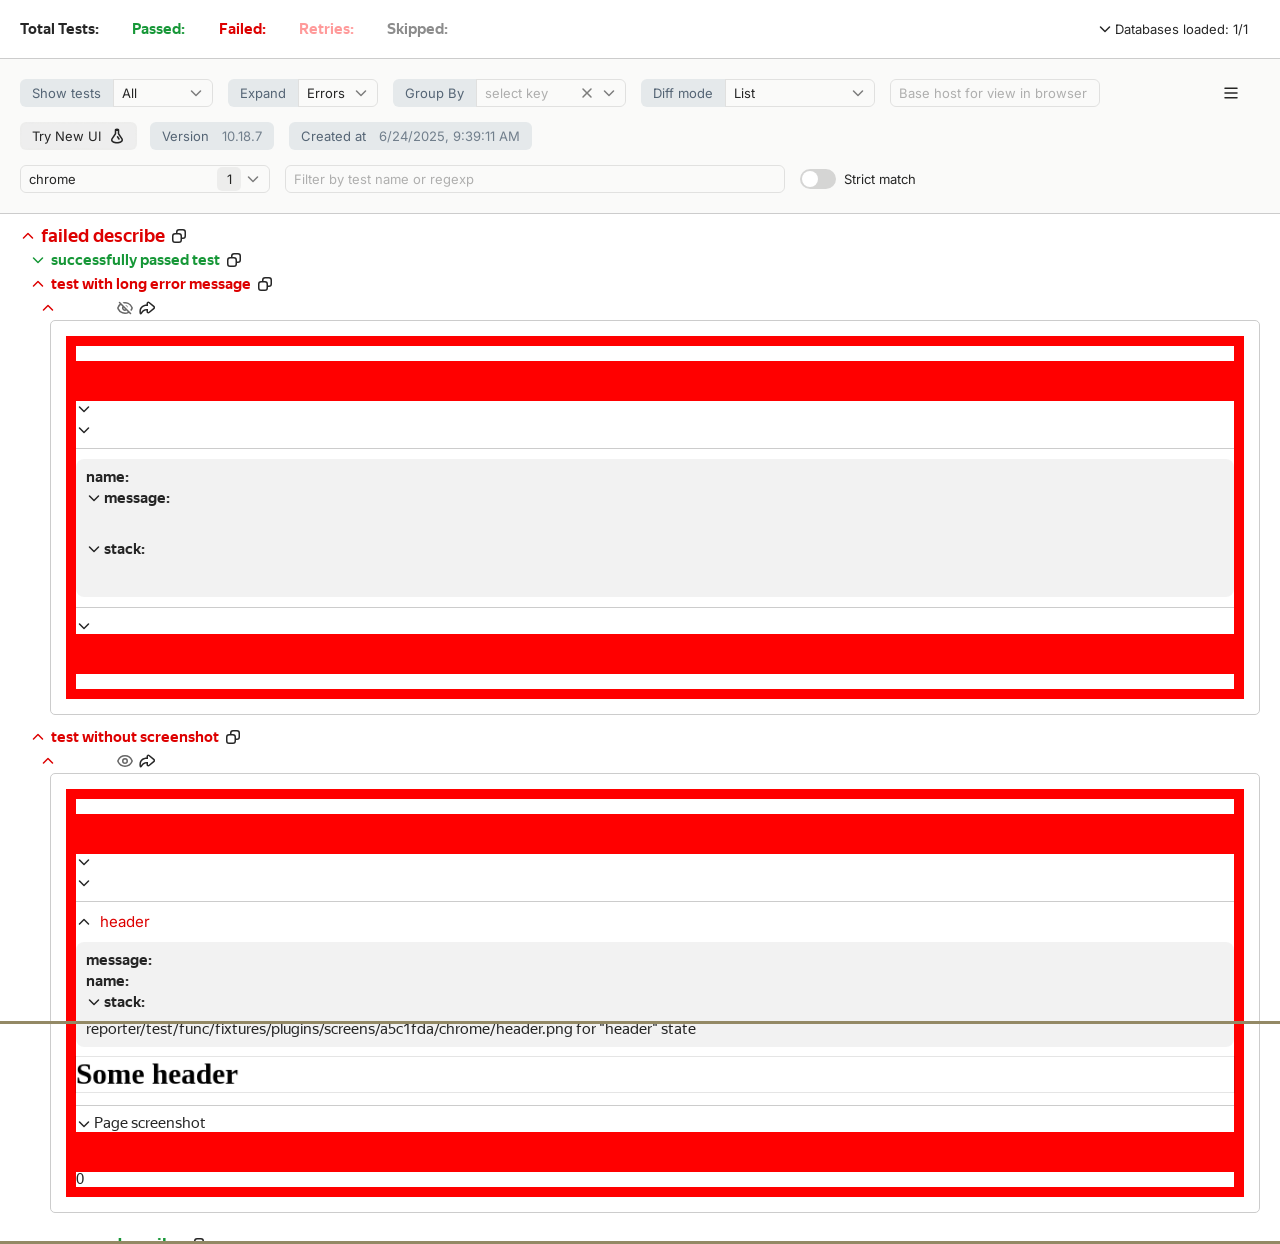 Total Tests: Passed: Failed: Retries: Skipped: Databases loaded: 1/1
Show tests All Expand Errors Group By select key Diff mode List Base host for view in browser
Try New UI Version 10.18.7 Created at 6/24/2025, 9:39:11 AM
chrome 1 Filter by test name or regexp Strict match
failed describe
successfully passed test
test with long error message
name:
message:
stack:
test without screenshot
header
message:
name:
stack:
reporter/test/func/fixtures/plugins/screens/a5c1fda/chrome/header.png for "header" state
Some header
Page screenshot
0